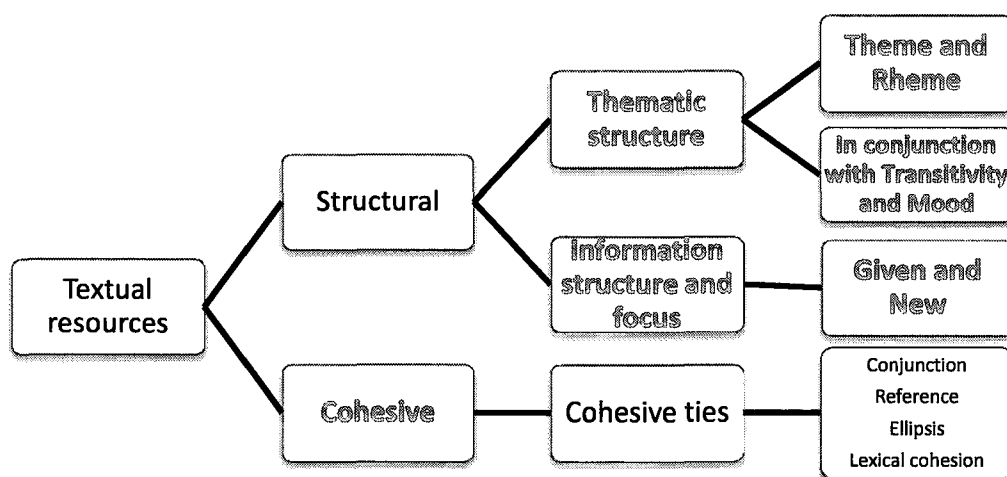 Textual
resources
Structural
Cohesive
Thematic
structure
Information
structure and
focus
Cohesive ties
Theme and
Rheme
In conjunction
with Transitivity
and Mood
Given and
New
Conjunction
Reference
Ellipsis
Lexical cohesion